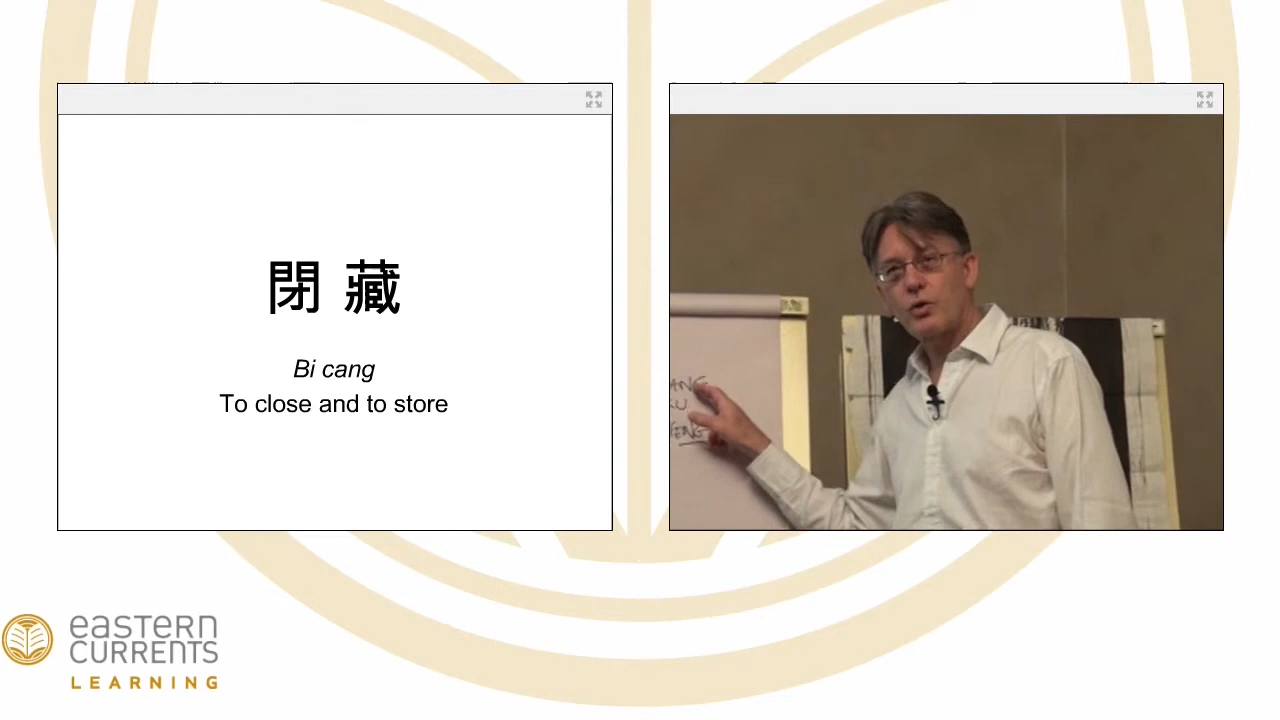 閉 藏
Bi cang
To close and to store
eastern
CURRENTS
LEARNING